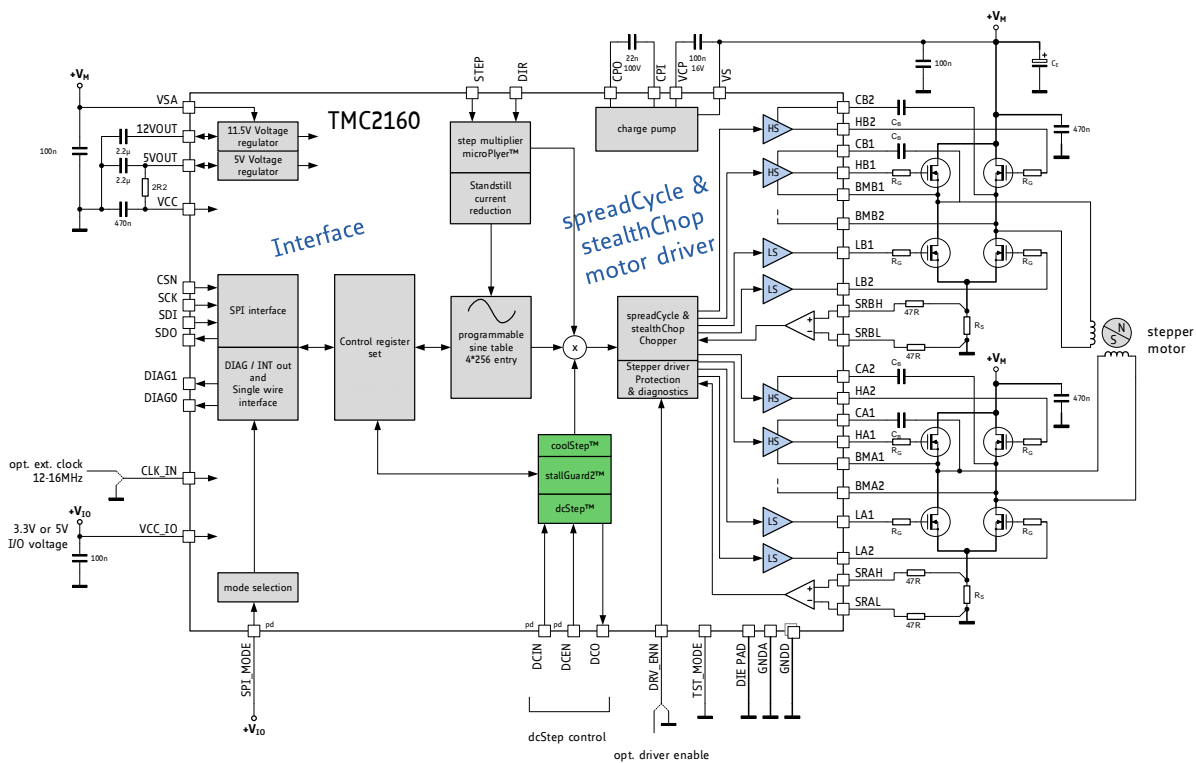 +VM
22n
100V
100n
16V
100n
CE
+
STEP
DIR
CPO
CPI
VCP
VS
+VM
VSA
12VOUT
2.2µ
5VOUT
2.2µ
100n
2R2
VCC
470n
TMC2160
11.5V Voltage
regulator
5V Voltage
regulator
step multiplier
microPlyer™
Standstill
current
reduction
charge pump
Interface
spreadCycle &
stealthChop
motor driver
HS
HS
LS
LS
CB2
CB
HB2
CB1
CB
HB1
RG
RG
BMB1
BMB2
LB1
RG
RG
LB2
SRBH
47R
SRBL
47R
RS
470n
CSN
SCK
SDI
SDO
DIAG1
DIAG0
SPI interface
DIAG / INT out
and
Single wire
interface
Control register
set
programmable
sine table
4*256 entry
x
spreadCycle &
stealthChop
Chopper
Stepper driver
Protection
& diagnostics
+
−
N
S
stepper
motor
+VM
470n
HS
HS
LS
LS
CA2
CB
HA2
CA1
CB
HA1
RG
RG
BMA1
BMA2
LA1
RG
RG
LA2
SRAH
47R
SRAL
47R
RS
+
−
coolStep™
stallGuard2™
dcStep™
opt. ext. clock
12-16MHz
CLK_IN
+VIO
3.3V or 5V
I/O voltage
VCC_IO
100n
mode selection
pd
pd
pd
SPI_MODE
+VIO
DCIN
DCEN
DCO
DRV_ENN
TST_MODE
DIE PAD
GNDA
GNDD
dcStep control
opt. driver enable